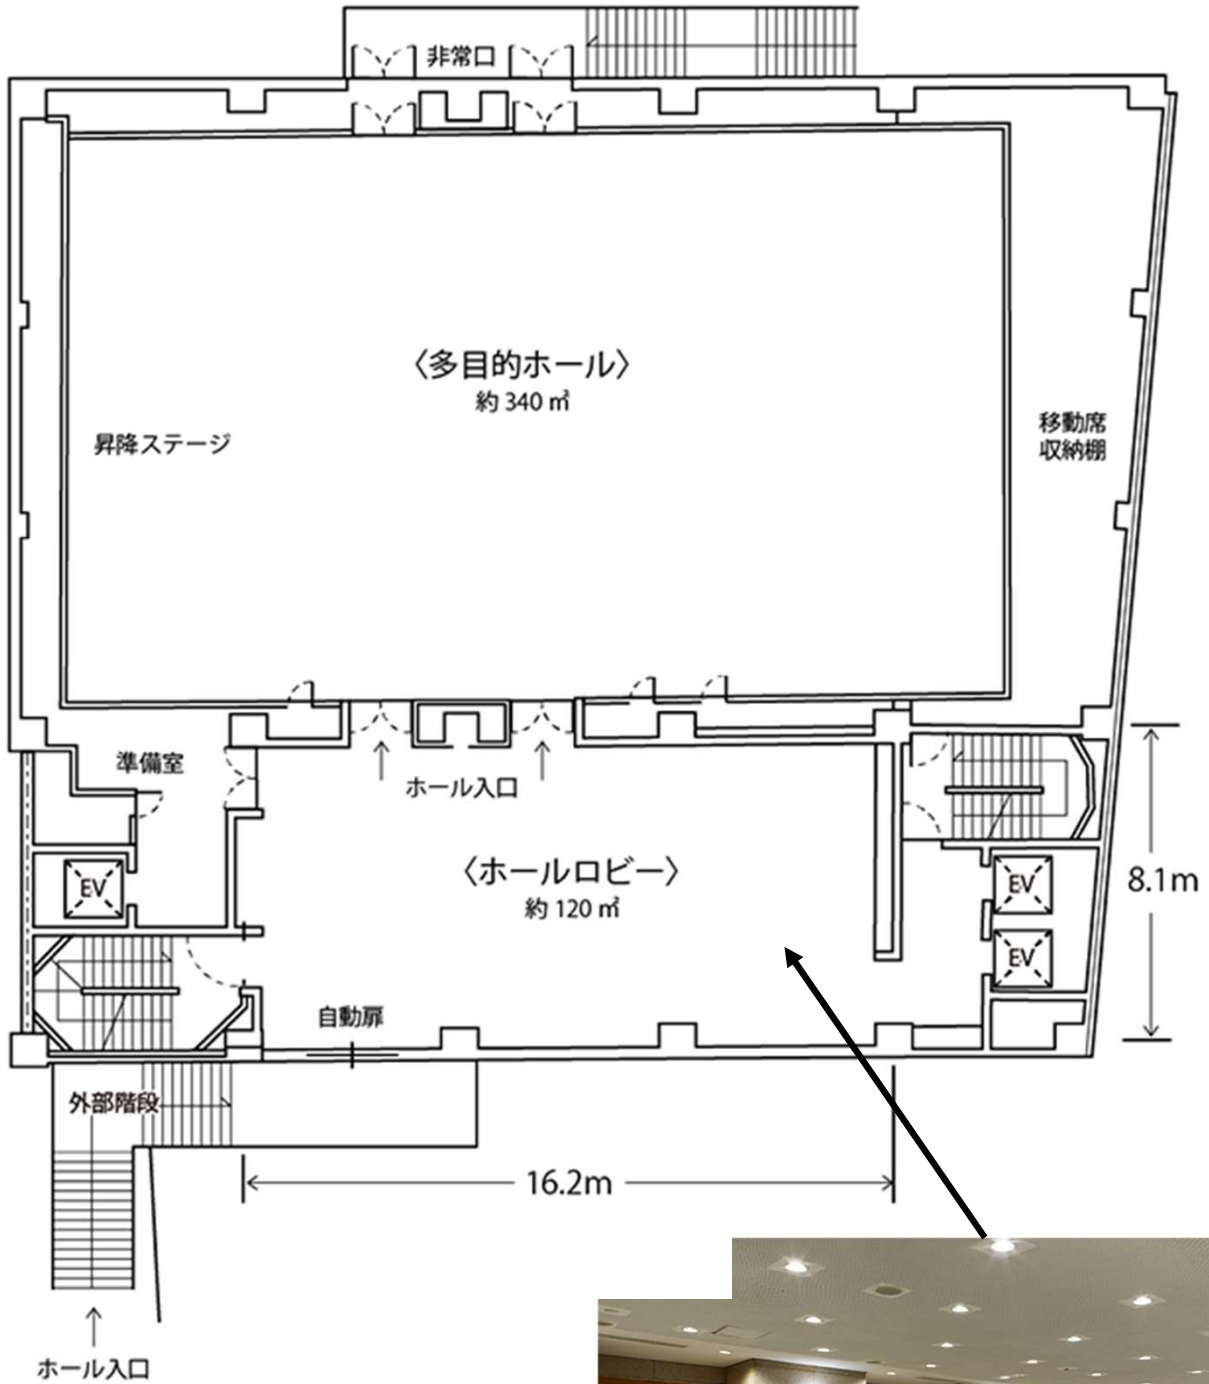 非常口
〈多目的ホール〉
約 340 ㎡
昇降ステージ
移動席
収納棚
準備室
ホール入口
〈ホールロビー〉
約 120 ㎡
EV
EV
EV
8.1m
自動扉
外部階段
16.2m
ホール入口